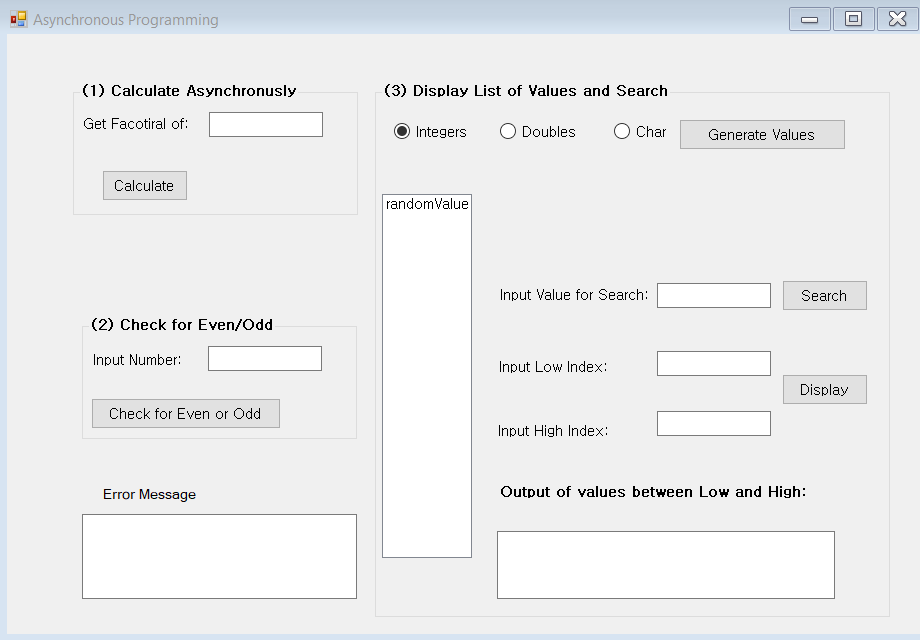 Asynchronous Programming
(1) Calculate Asynchronusly
Get Facotiral of:
Calculate
(2) Check for Even/Odd
Input Number:
Check for Even or Odd
Error Message
(3) Display List of Values and Search
Integers Doubles Char Generate Values
randomValue
Input Value for Search: Search
Input Low Index:
Display
Input High Index:
Output of values between Low and High: